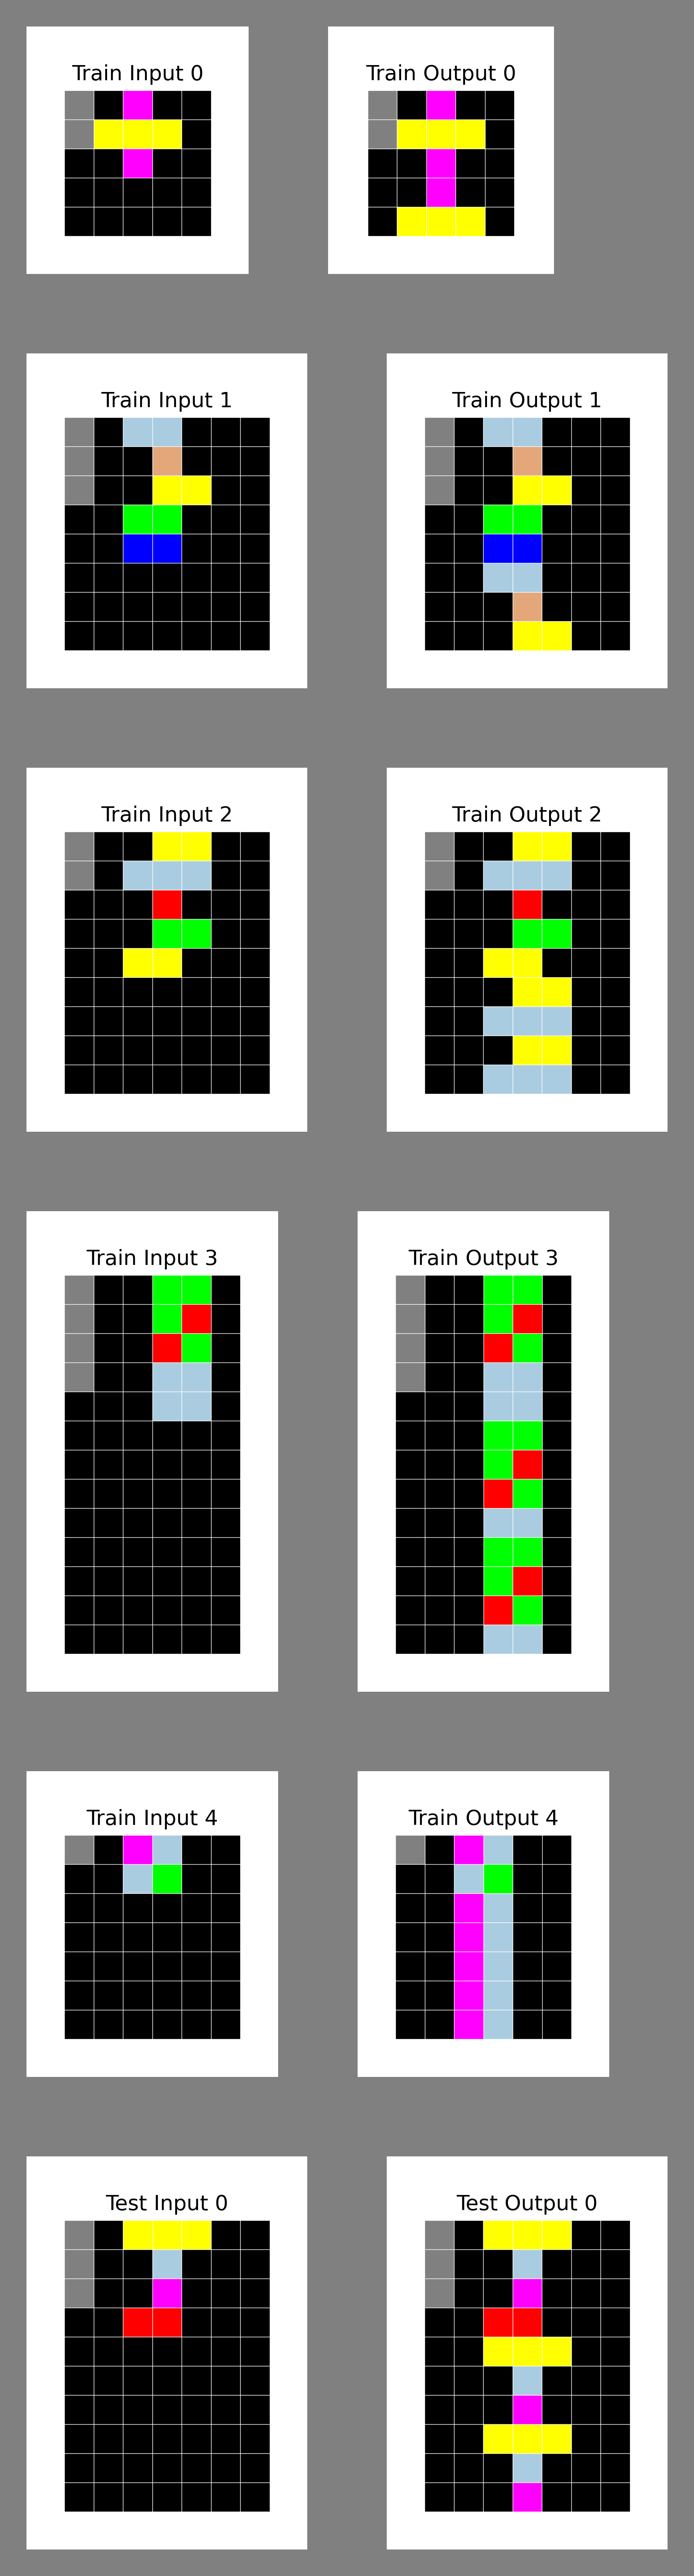 Train Input 0
Train Output 0
Train Input 1
Train Output 1
Train Input 2
Train Output 2
Train Input 3
Train Output 3
Train Input 4
Train Output 4
Test Input 0
Test Output 0